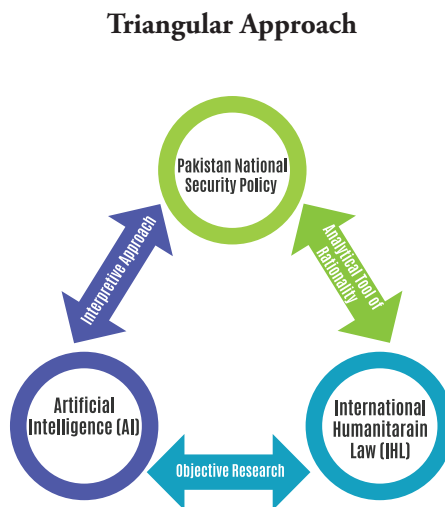 Triangular Approach
Pakistan National
Security Policy
Interpretive Approach
Analytical Tool of
Rationality
Artificial
Intelligence (AI)
International
Humanitarain
Law (IHL)
Objective Research